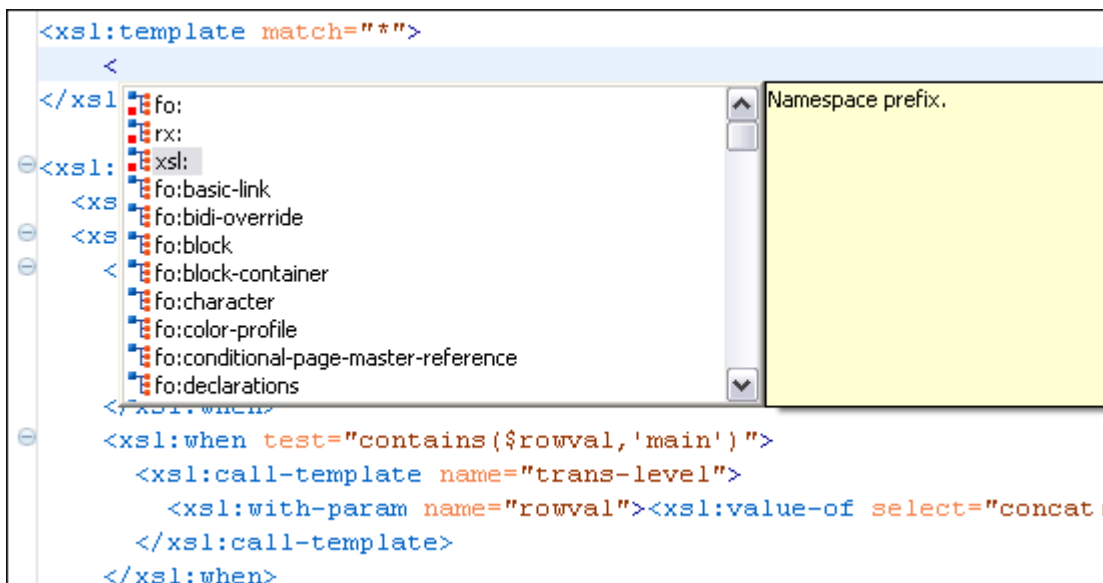 <xsl:template match="*">
<
</xsl
fo:
rx:
xsl:
fo:basic-link
fo:bidi-override
fo:block
fo:block-container
fo:character
fo:color-profile
fo:conditional-page-master-reference
fo:declarations
Namespace prefix.
<xsl:
<xs
<xs
<
</xsl:when>
<xsl:when test="contains($rowval,'main')">
<xsl:call-template name="trans-level">
<xsl:with-param name="rowval"><xsl:value-of select="concat
</xsl:call-template>
</xsl:when>